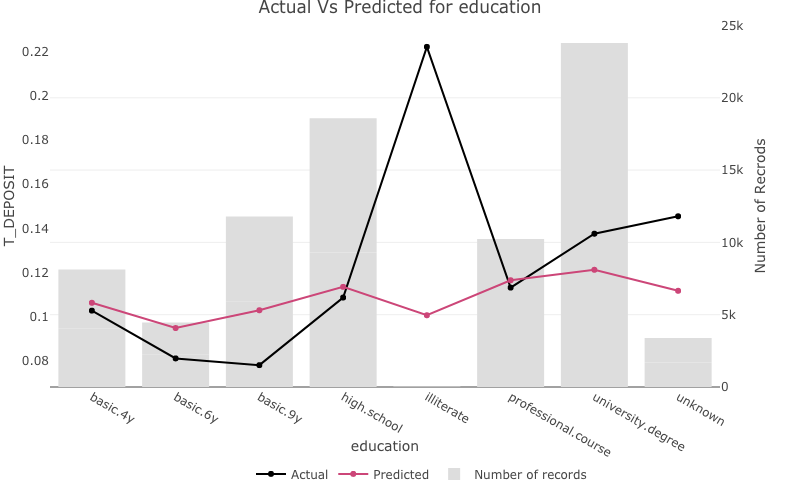 Actual Vs Predicted for education
0.22
0.2
0.18
0.16
0.14
0.12
0.1
0.08
T_DEPOSIT
25k
20k
15k
10k
5k
0
Number of Recrods
basic.4y
basic.6y
basic.9y
high.school
illiterate
professional.course
university.degree
unknown
education
Actual
Predicted
Number of records